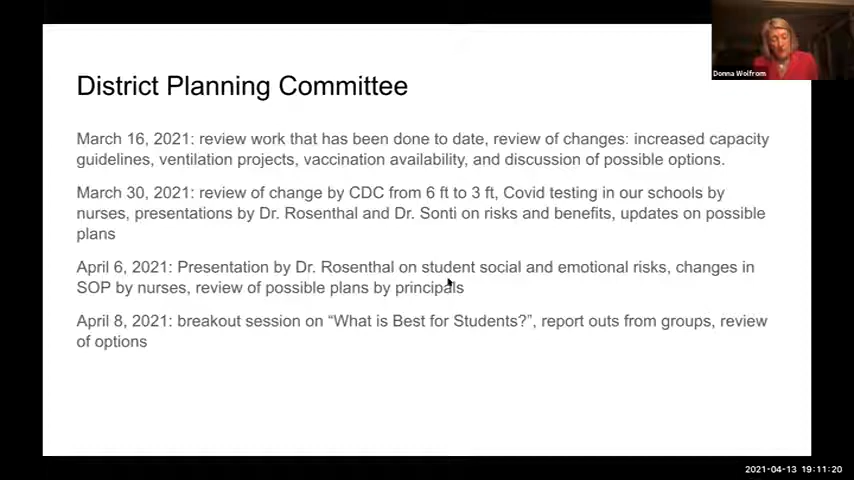 Donna Wolfrom
District Planning Committee
March 16, 2021: review work that has been done to date, review of changes: increased capacity
guidelines, ventilation projects, vaccination availability, and discussion of possible options.
March 30, 2021: review of change by CDC from 6 ft to 3 ft, Covid testing in our schools by
nurses, presentations by Dr. Rosenthal and Dr. Sonti on risks and benefits, updates on possible
plans
April 6, 2021: Presentation by Dr. Rosenthal on student social and emotional risks, changes in
SOP by nurses, review of possible plans by principals
April 8, 2021: breakout session on “What is Best for Students?”, report outs from groups, review
of options
2021-04-13 19:11:20